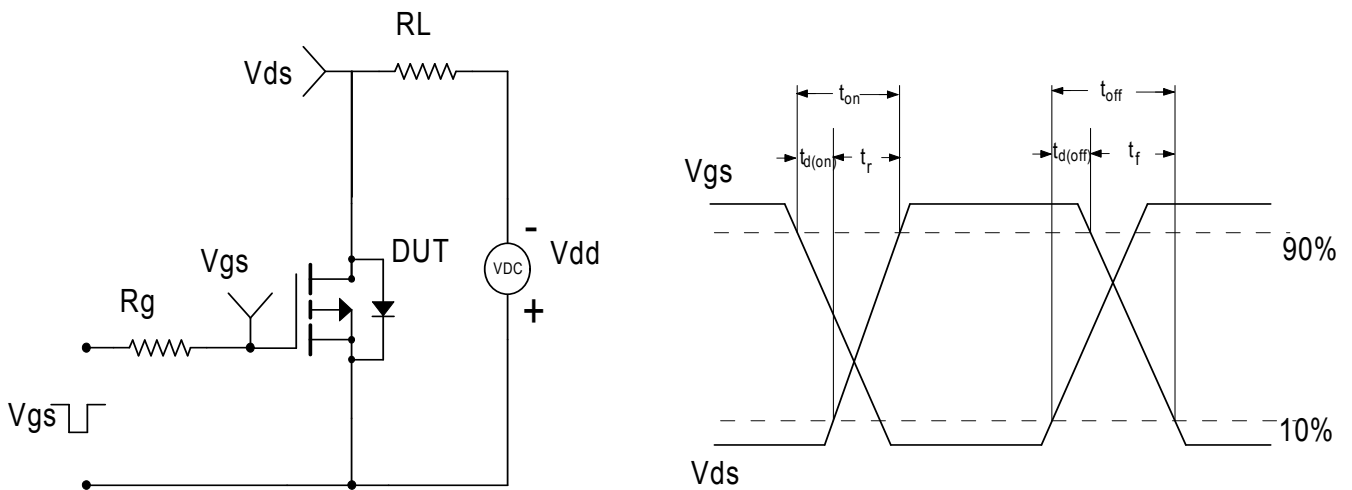 RL
Vds
-
Vdd
VDC
+
DUT
Vgs
Rg
Vgs
ton
toff
td(on)
tr
td(off)
tf
Vgs
90%
10%
Vds